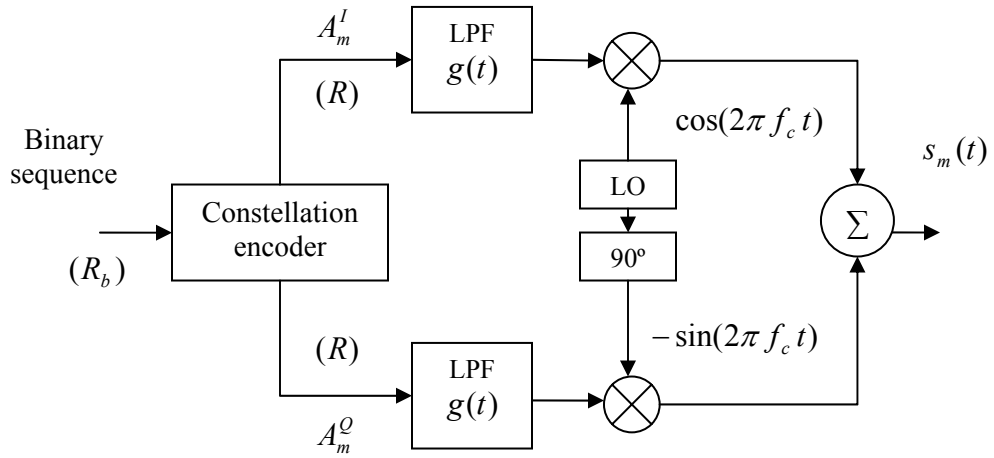 A_m^I
(R)
LPF
g(t)
cos(2π f_c t)
Binary
sequence
(R_b)
Constellation
encoder
LO
90º
s_m(t)
Σ
(R)
A_m^Q
LPF
g(t)
− sin(2π f_c t)